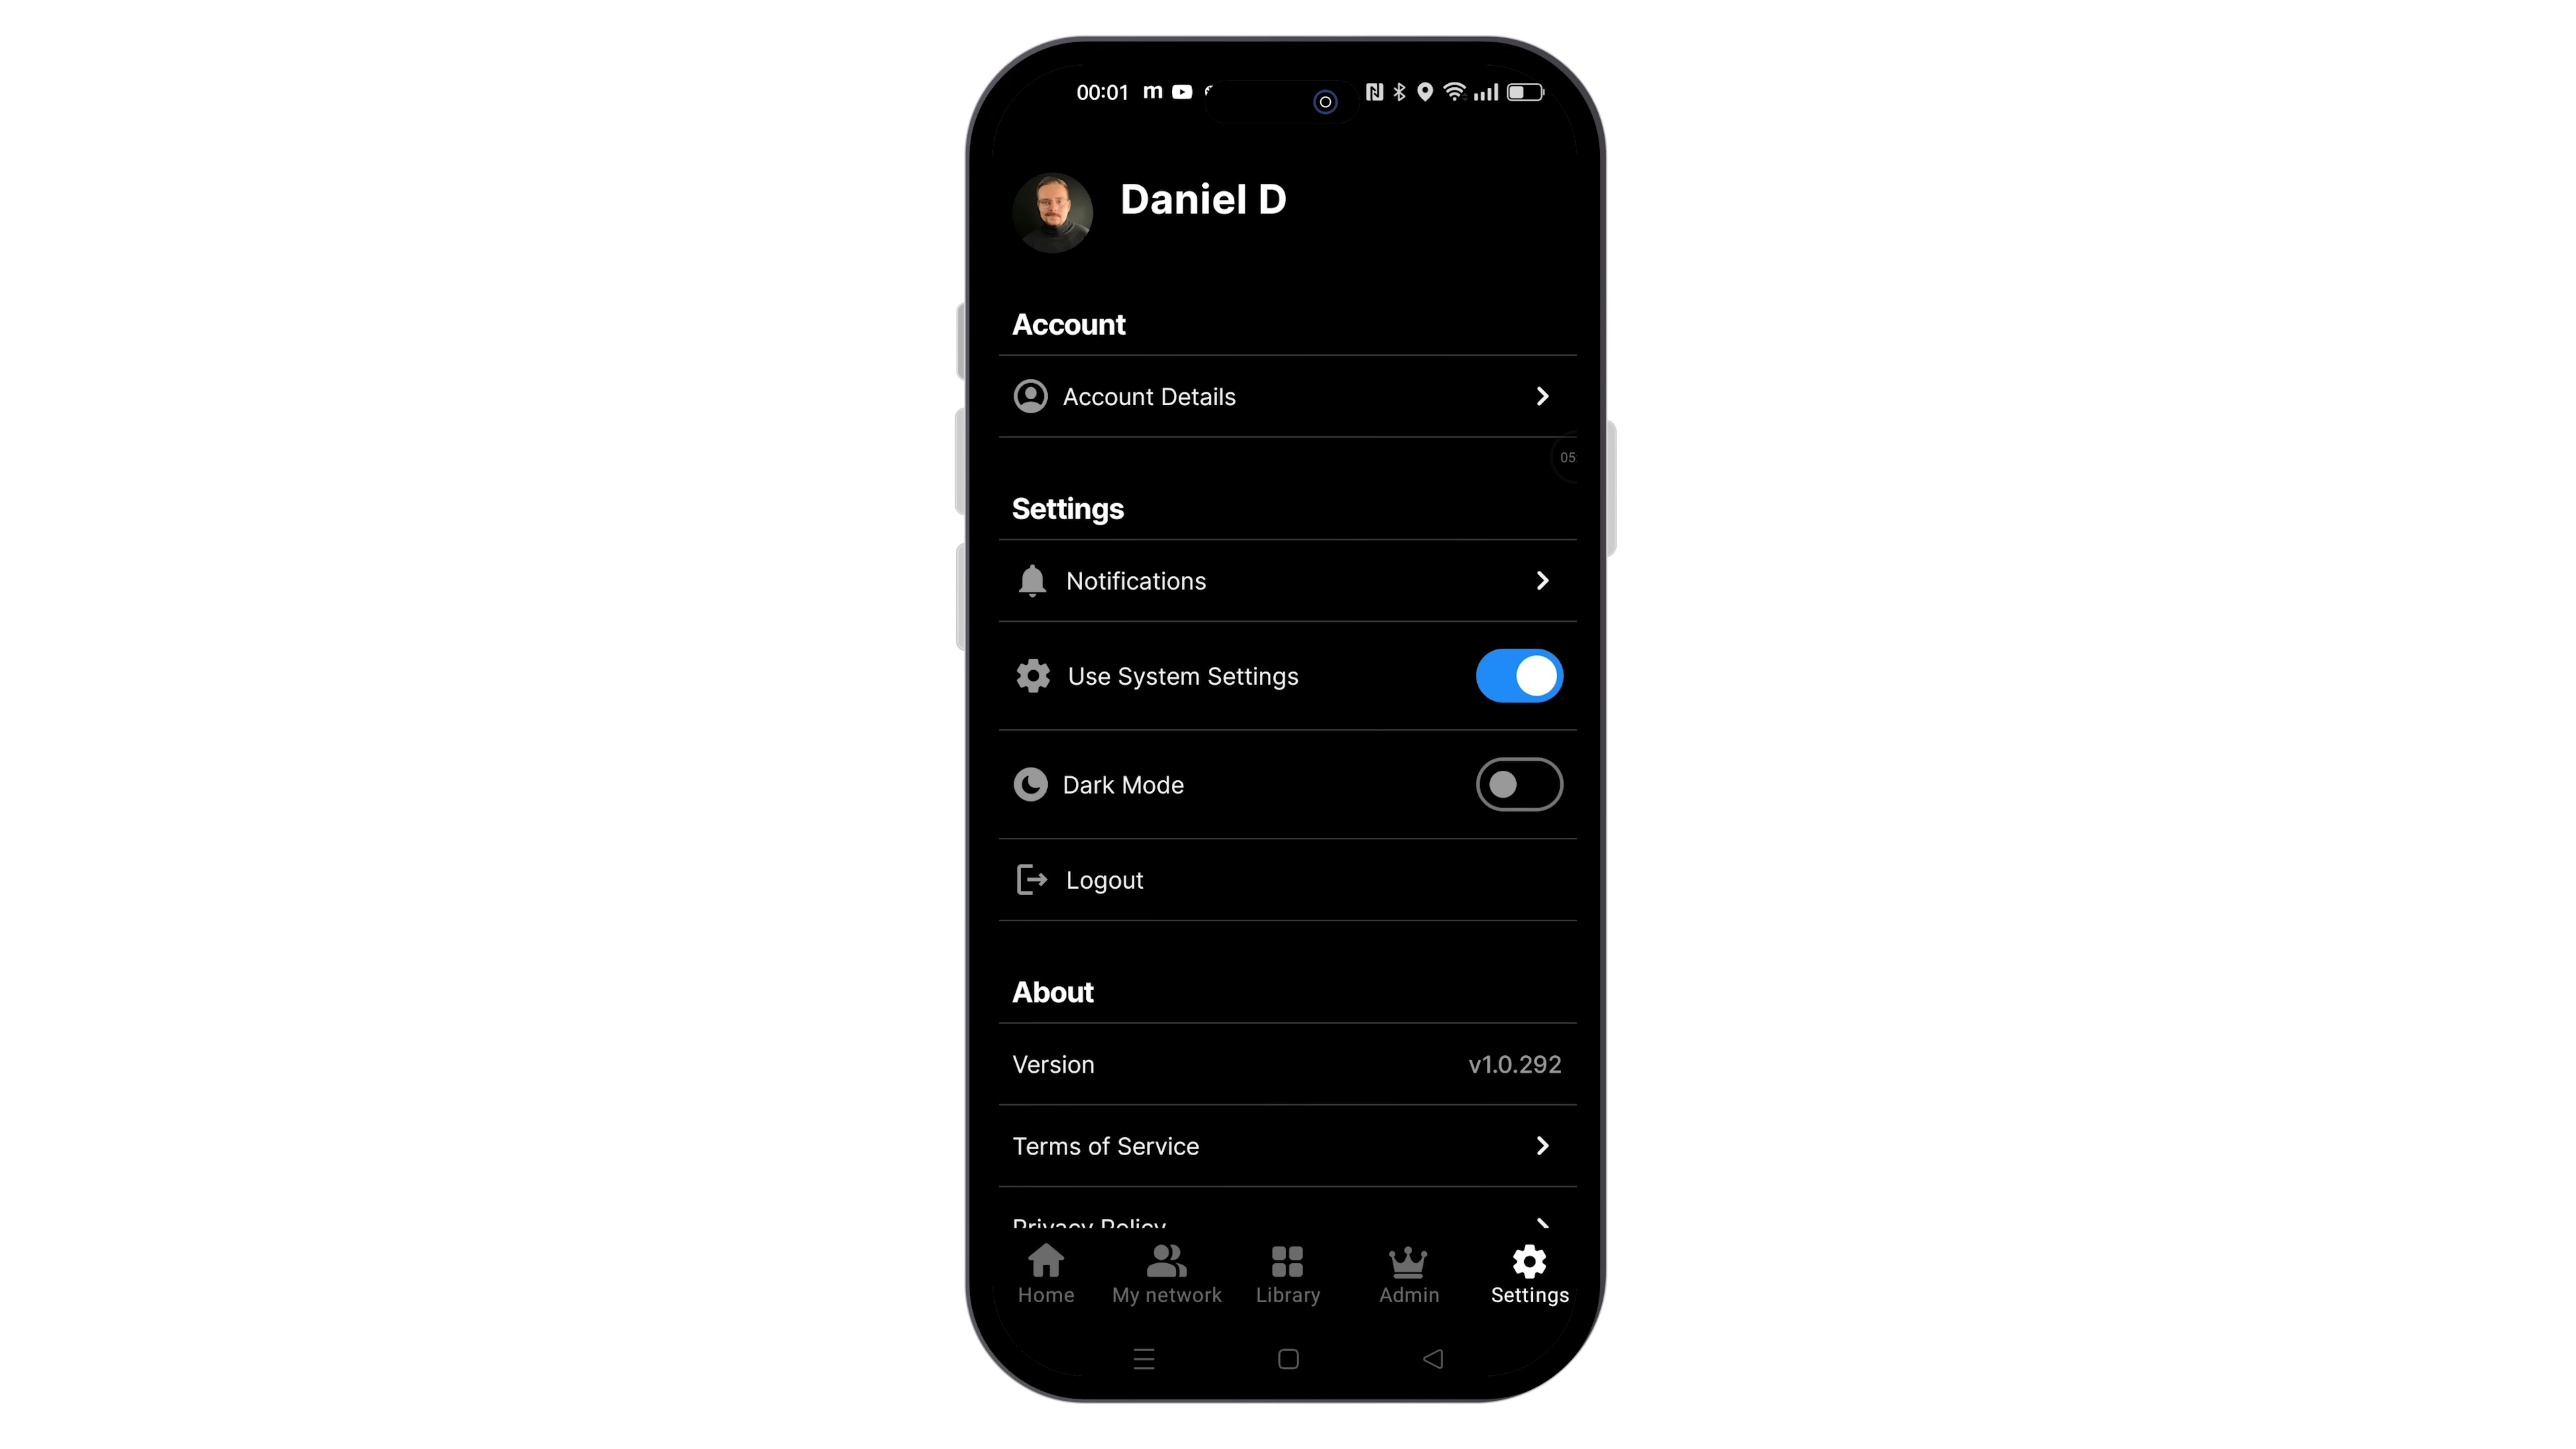 00:01 m
Daniel D
Account
Account Details
05:
Settings
Notifications
Use System Settings
Dark Mode
Logout
About
Version v1.0.292
Terms of Service
Privacy Policy
Home My network Library Admin Settings